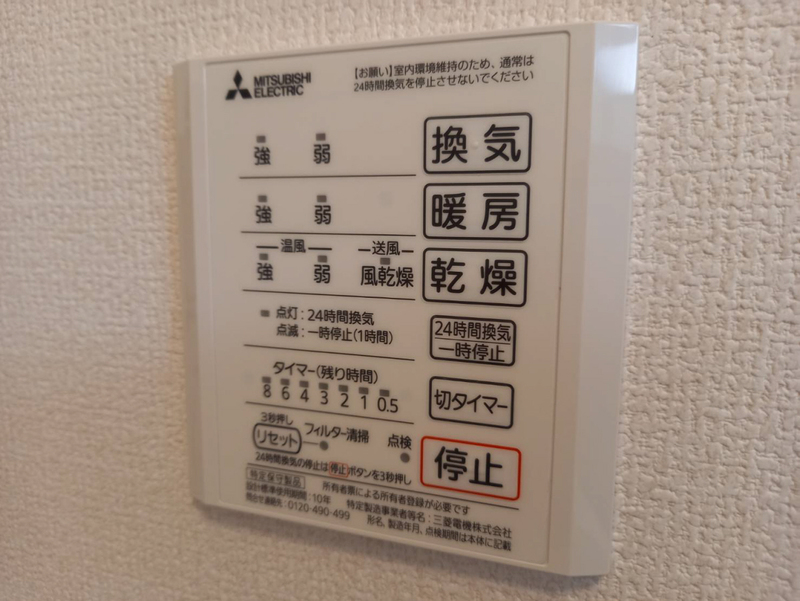 MITSUBISHI
ELECTRIC
【お願い】室内環境維持のため、通常は
24時間換気を停止させないでください
強 弱 換気
強 弱 暖房
温風 送風
強 弱 風乾燥 乾燥
点灯：24時間換気
点滅：一時停止(1時間)
24時間換気
一時停止
タイマー(残り時間)
8 6 4 3 2 1 0.5
切タイマー
3秒押し
リセット フィルター清掃 点検
停止
24時間換気の停止は停止ボタンを3秒押し
特定保守製品 所有者票による所有者登録が必要です
設計標準使用期間：10年 特定製造事業者等名：三菱電機株式会社
問合せ連絡先：0120-490-499 形名、製造年月、点検期間は本体に記載